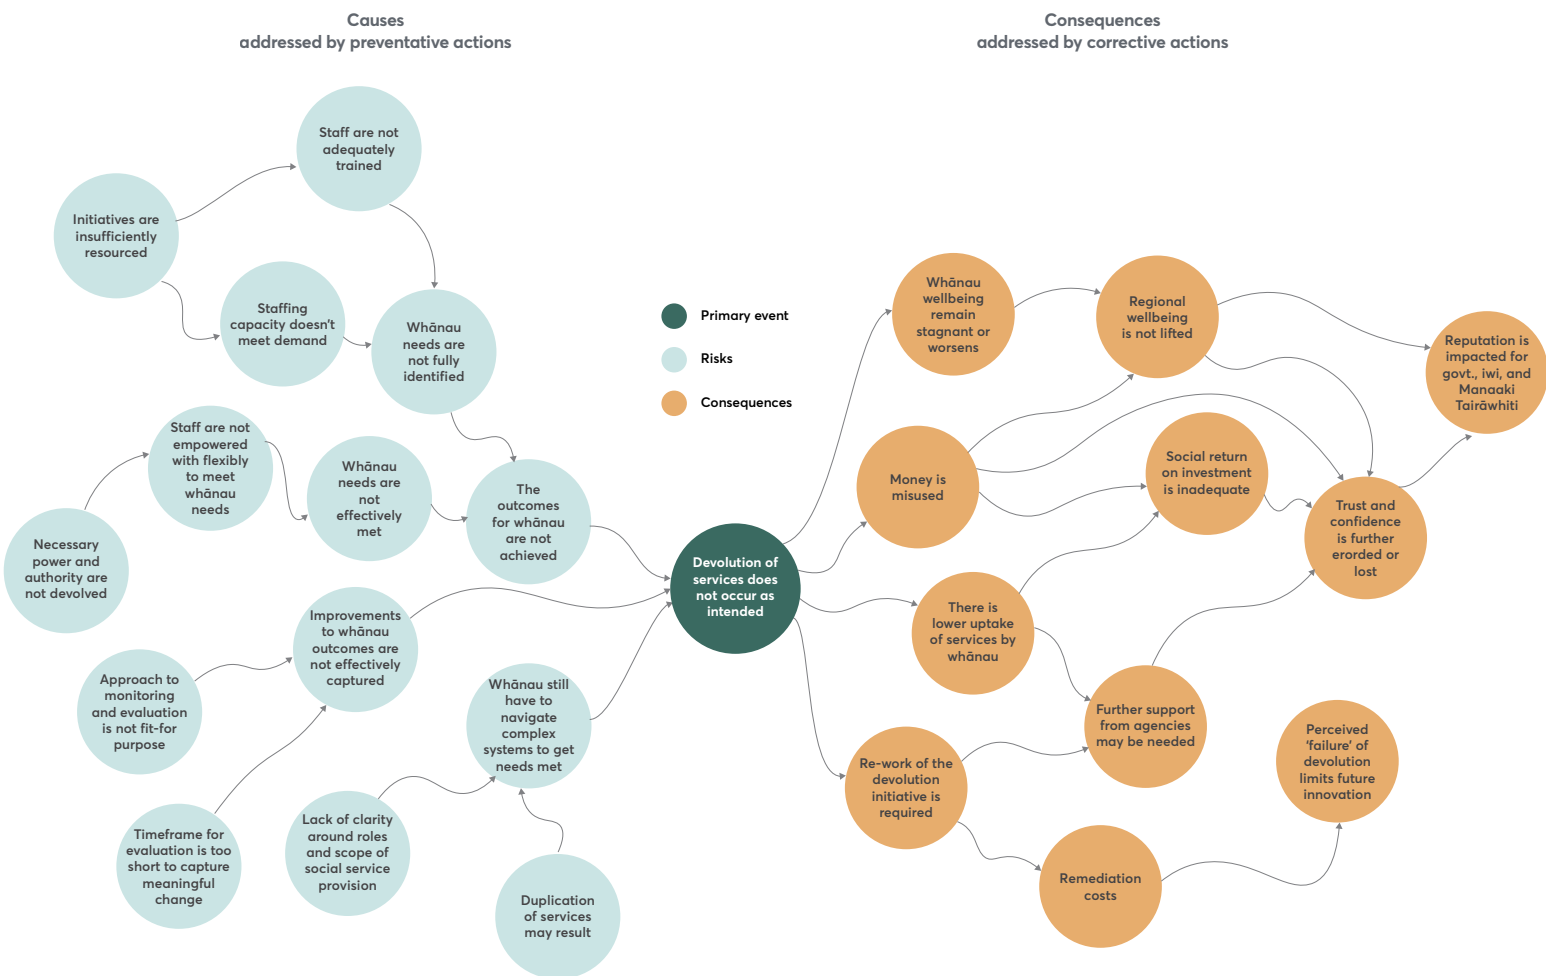 Causes
addressed by preventative actions
Consequences
addressed by corrective actions
Staff are not
adequately
trained
Initiatives are
insufficiently
resourced
Staffing
capacity doesn't
meet demand
Whānau
needs are
not fully
identified
Staff are not
empowered
with flexibly
to meet
whānau
needs
Whānau
needs are
not
effectively
met
The
outcomes
for whānau
are not
achieved
Necessary
power and
authority are
not devolved
Improvements
to whānau
outcomes are
not effectively
captured
Approach to
monitoring
and evaluation
is not fit-for
purpose
Whānau still
have to
navigate
complex
systems to get
needs met
Timeframe for
evaluation is too
short to capture
meaningful
change
Lack of clarity
around roles
and scope of
social service
provision
Duplication
of services
may result
Primary event
Risks
Consequences
Devolution of
services does
not occur as
intended
Whānau
wellbeing
remain
stagnant or
worsens
Regional
wellbeing
is not lifted
Reputation is
impacted for
govt., iwi, and
Manaaki
Tairāwhiti
Money is
misused
Social return
on investment
is inadequate
Trust and
confidence
is further
erorded or
lost
There is
lower uptake
of services by
whānau
Further support
from agencies
may be needed
Re-work of the
devolution
initiative is
required
Perceived
'failure' of
devolution
limits future
innovation
Remediation
costs